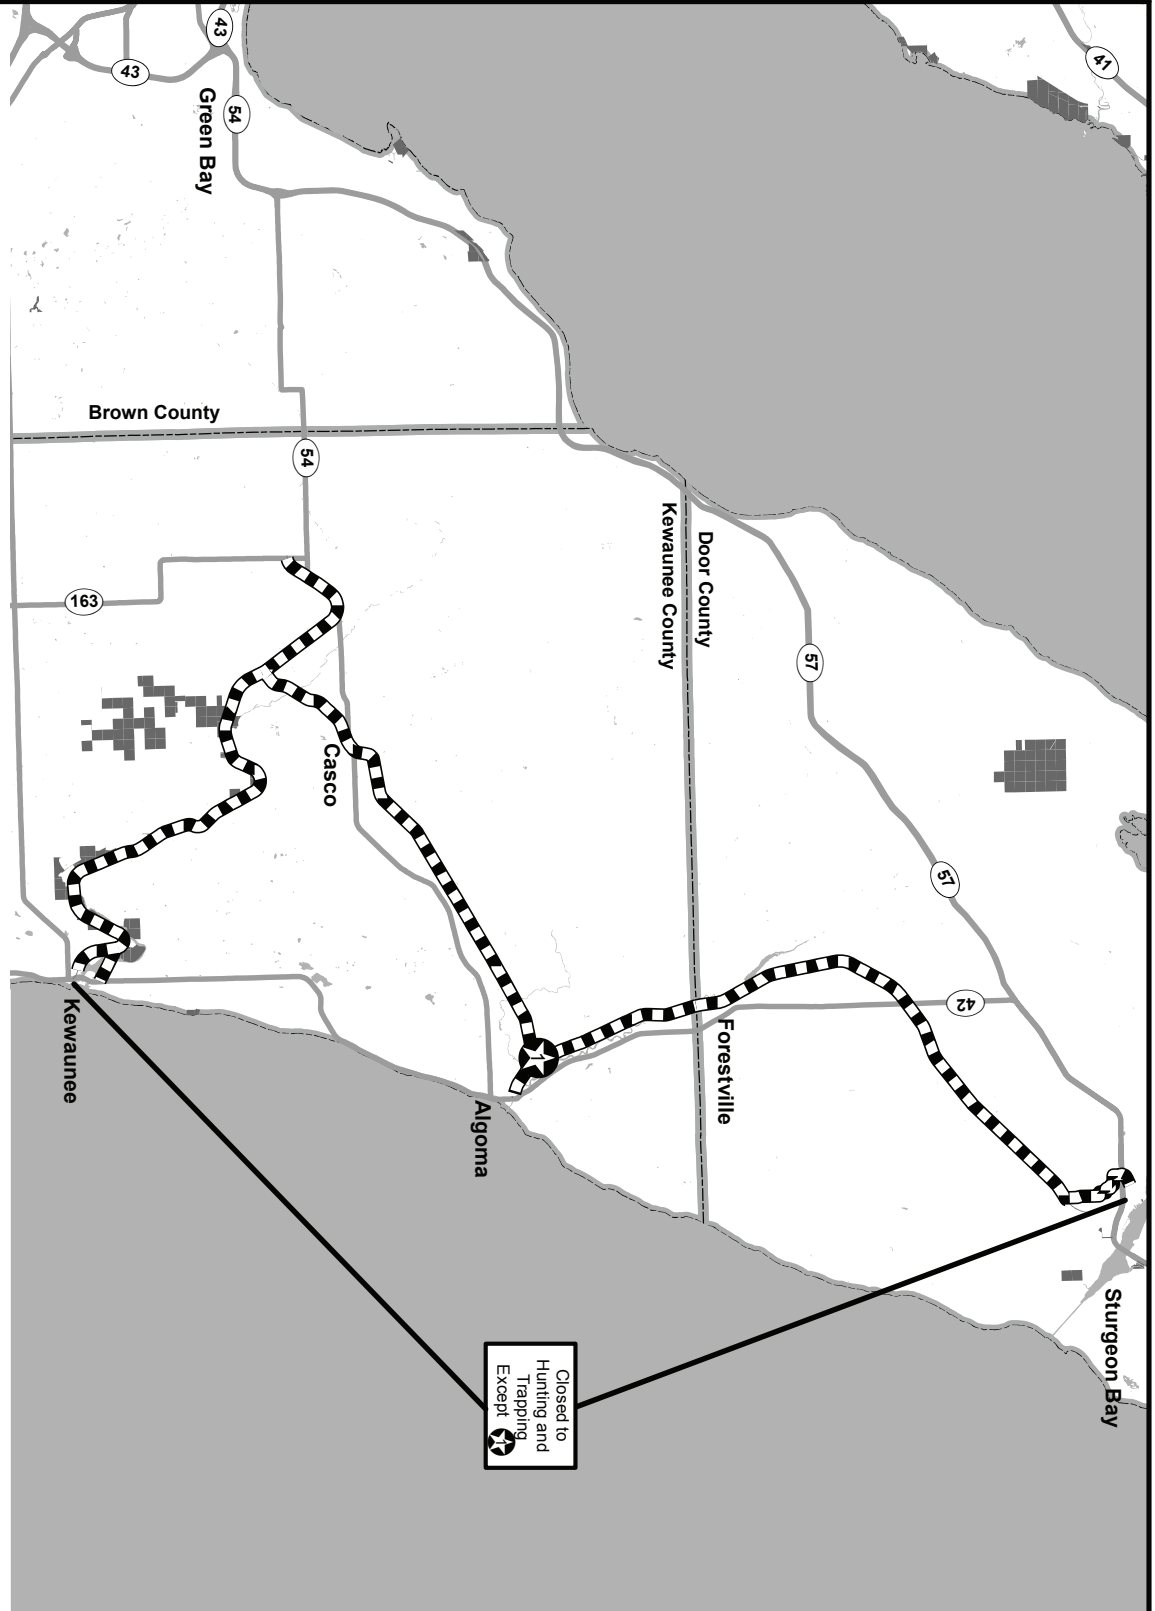 43
43
54
Green Bay
41
Brown County
54
163
Kewaunee County
Door County
57
57
42
Casco
Forestville
1
Algoma
Kewaunee
Sturgeon Bay
Closed to
Hunting and
Trapping
Except 1